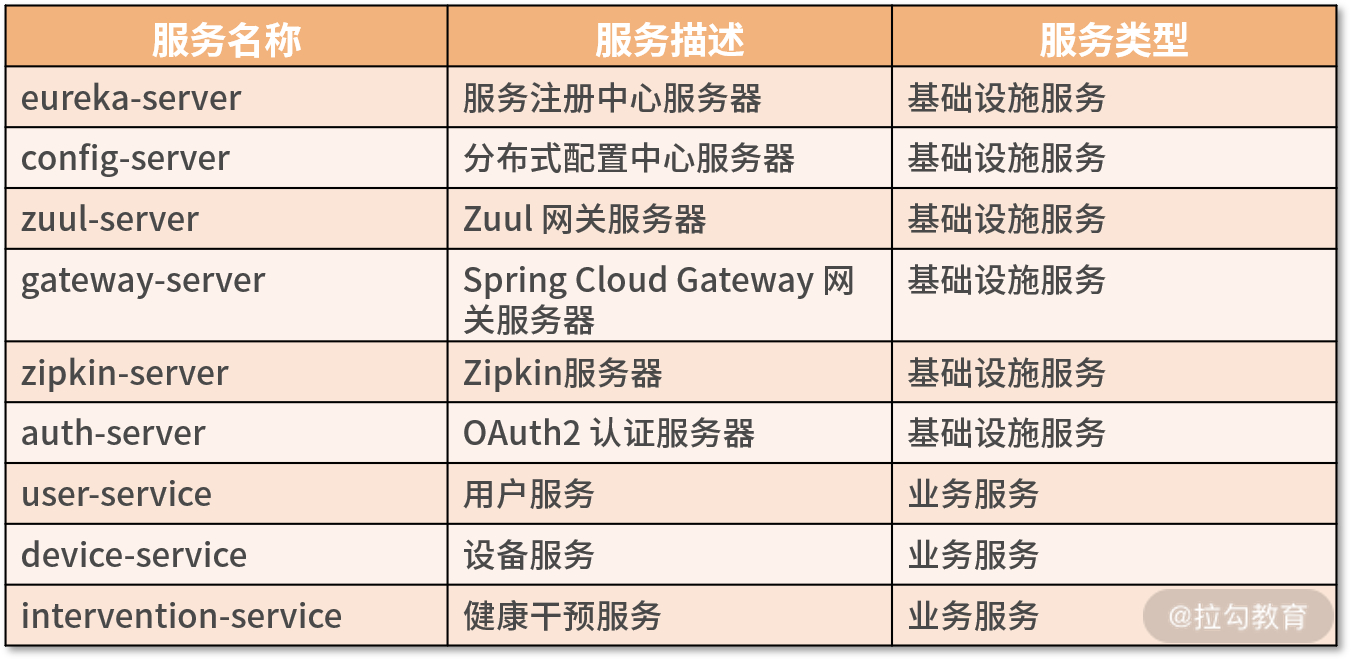 服务名称 服务描述 服务类型
eureka-server 服务注册中心服务器 基础设施服务
config-server 分布式配置中心服务器 基础设施服务
zuul-server Zuul 网关服务器 基础设施服务
gateway-server Spring Cloud Gateway 网 基础设施服务
关服务器
zipkin-server Zipkin服务器 基础设施服务
auth-server OAuth2 认证服务器 基础设施服务
user-service 用户服务 业务服务
device-service 设备服务 业务服务
intervention-service 健康干预服务 业务服务
@拉勾教育